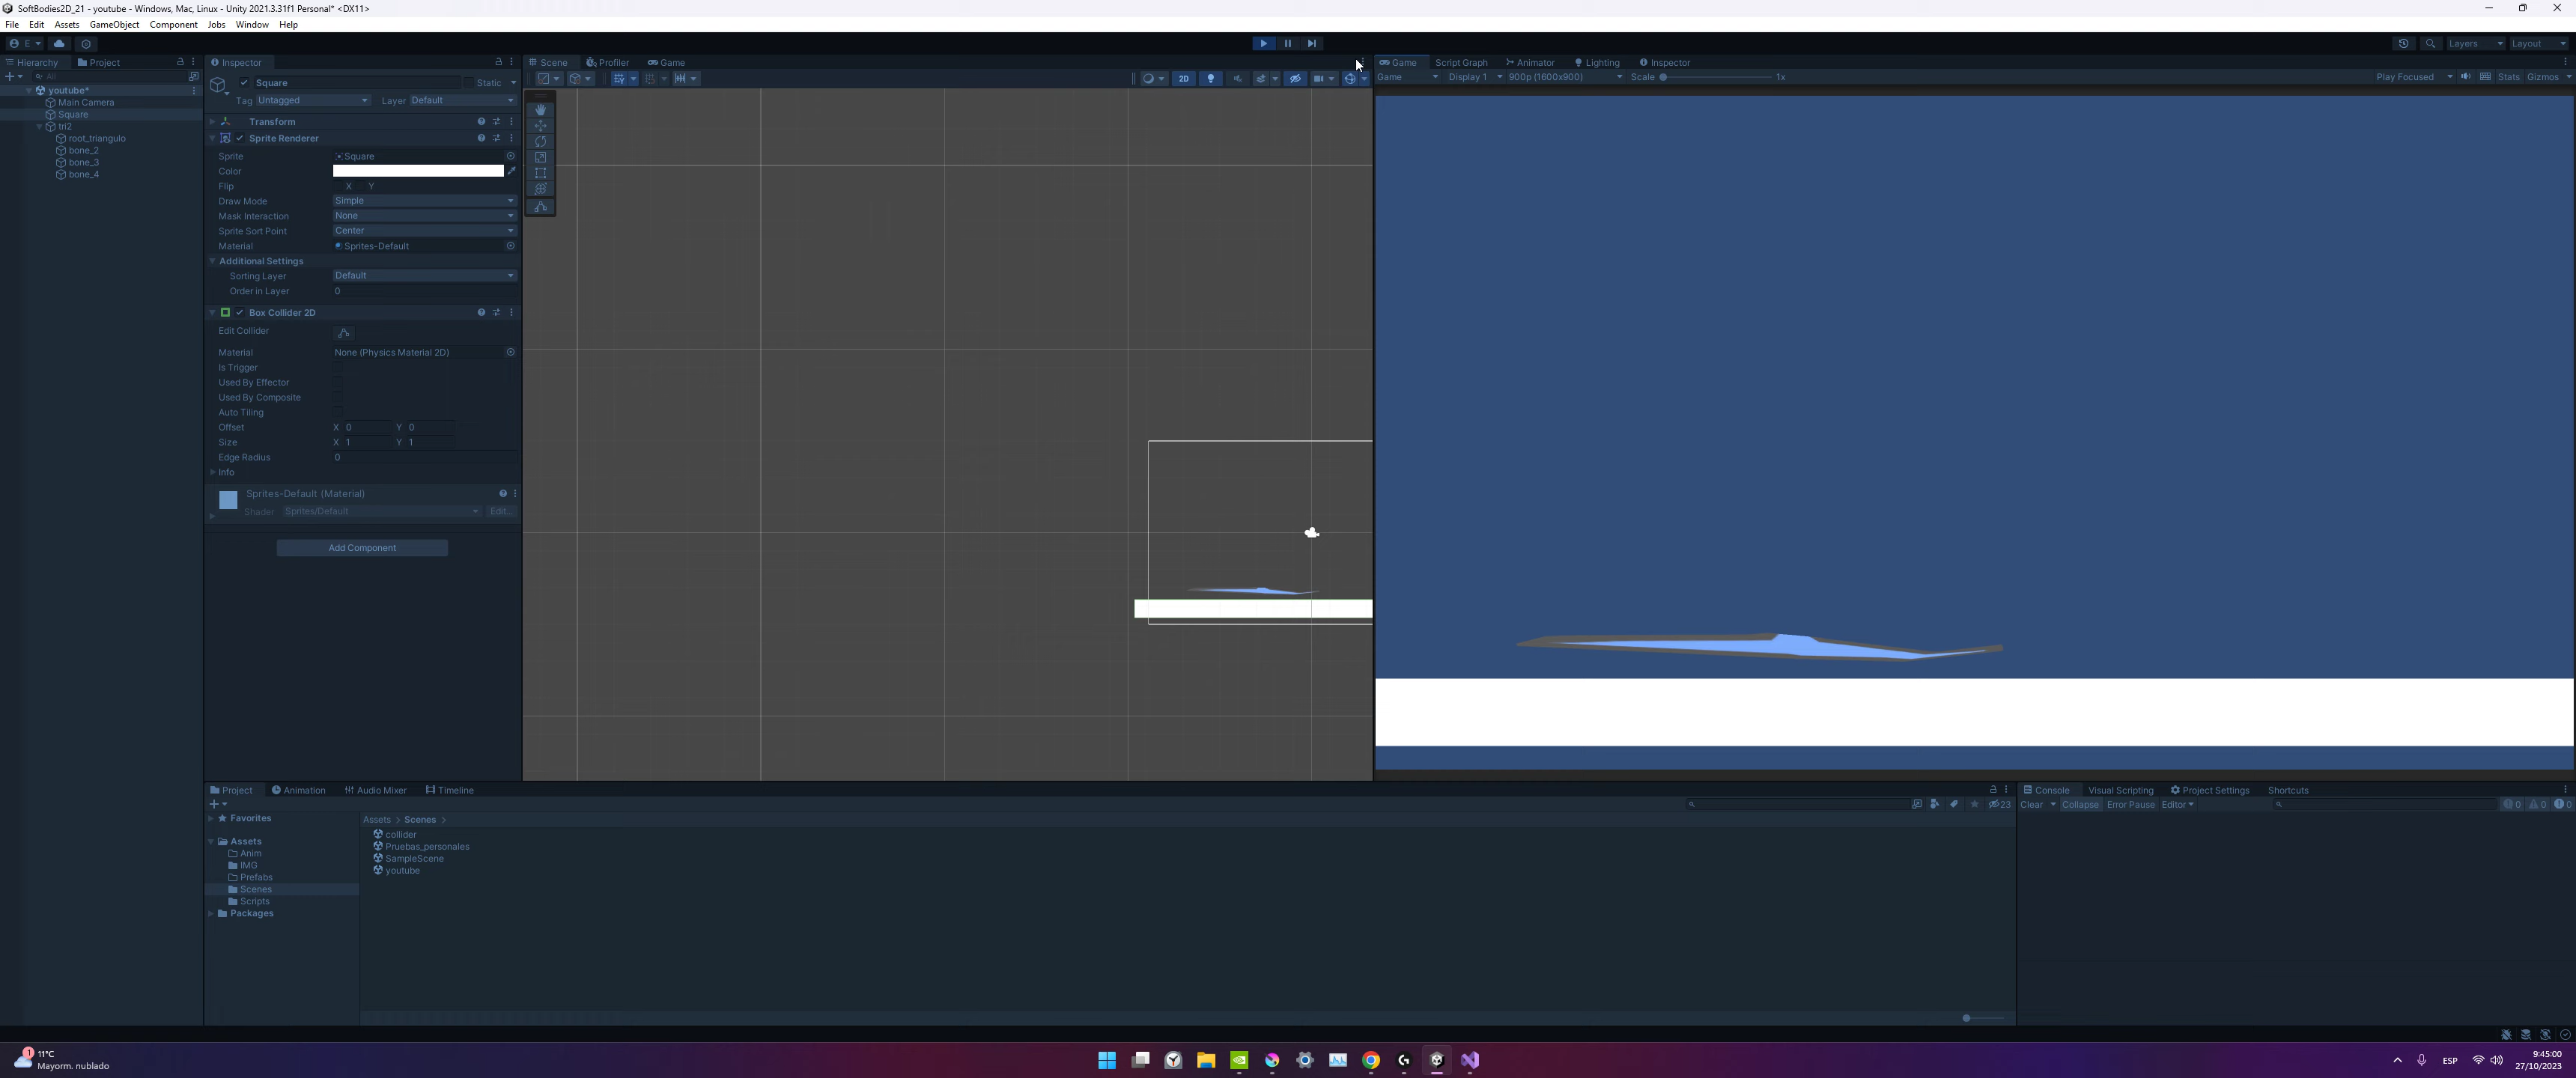 SoftBodies2D_21 - youtube - Windows, Mac, Linux - Unity 2021.3.31f1 Personal* <DX11>
File Edit Assets GameObject Component Jobs Window Help
E Layers Layout
Hierarchy Project
All
youtube*
Main Camera
Square
tri2
root_triangulo
bone_2
bone_3
bone_4
Inspector
Square Static
Tag Untagged Layer Default
Transform
Sprite Renderer
Sprite Square
Color
Flip X Y
Draw Mode Simple
Mask Interaction None
Sprite Sort Point Center
Material Sprites-Default
Additional Settings
Sorting Layer Default
Order in Layer 0
Box Collider 2D
Edit Collider
Material None (Physics Material 2D)
Is Trigger
Used By Effector
Used By Composite
Auto Tiling
Offset X 0 Y 0
Size X 1 Y 1
Edge Radius 0
Info
Sprites-Default (Material)
Shader Sprites/Default Edit...
Add Component
Scene Profiler Game
2D
Game Script Graph Animator Lighting Inspector
Game Display 1 900p (1600x900) Scale 1x Play Focused Stats Gizmos
Project Animation Audio Mixer Timeline
23
Favorites
Assets
Anim
IMG
Prefabs
Scenes
Scripts
Packages
Assets > Scenes >
collider
Pruebas_personales
SampleScene
youtube
Console Visual Scripting Project Settings Shortcuts
Clear Collapse Error Pause Editor 0 0 0
1
11°C
Mayorm. nublado
ESP
9:45:00
27/10/2023